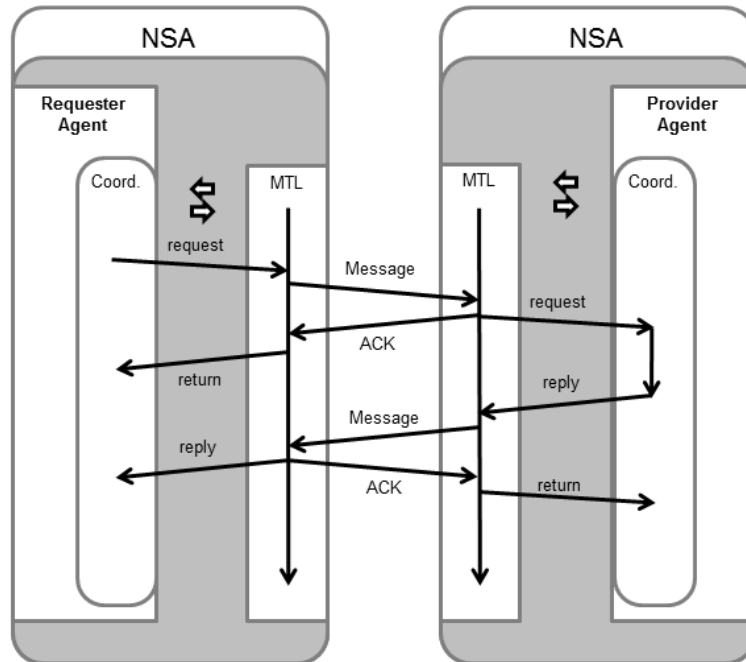 NSA
NSA
Requester
Agent
Provider
Agent
Coord.
MTL
MTL
Coord.
request
Message
request
ACK
return
reply
Message
reply
ACK
return